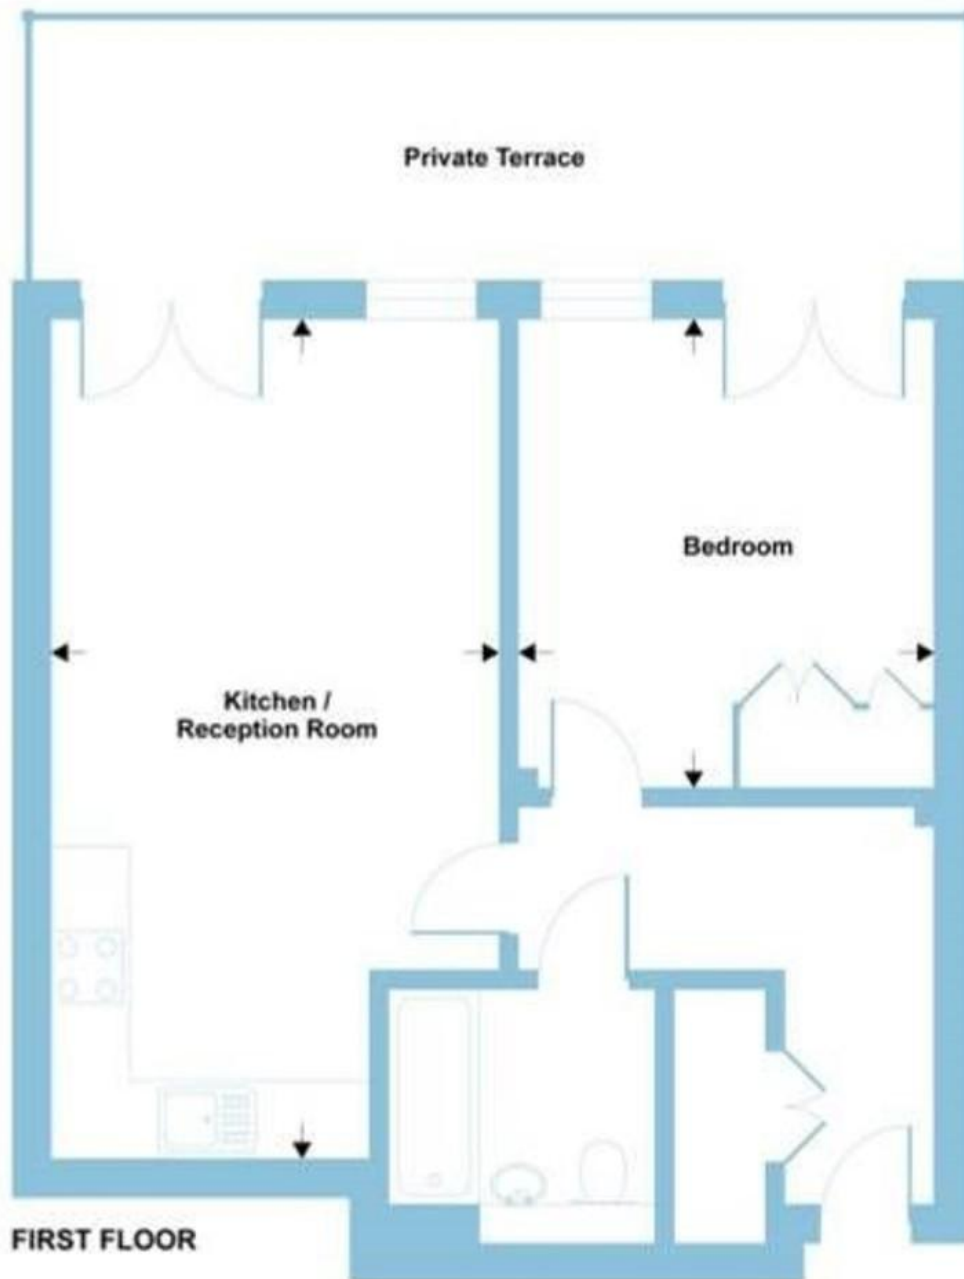 Private Terrace
Bedroom
Kitchen /
Reception Room
FIRST FLOOR